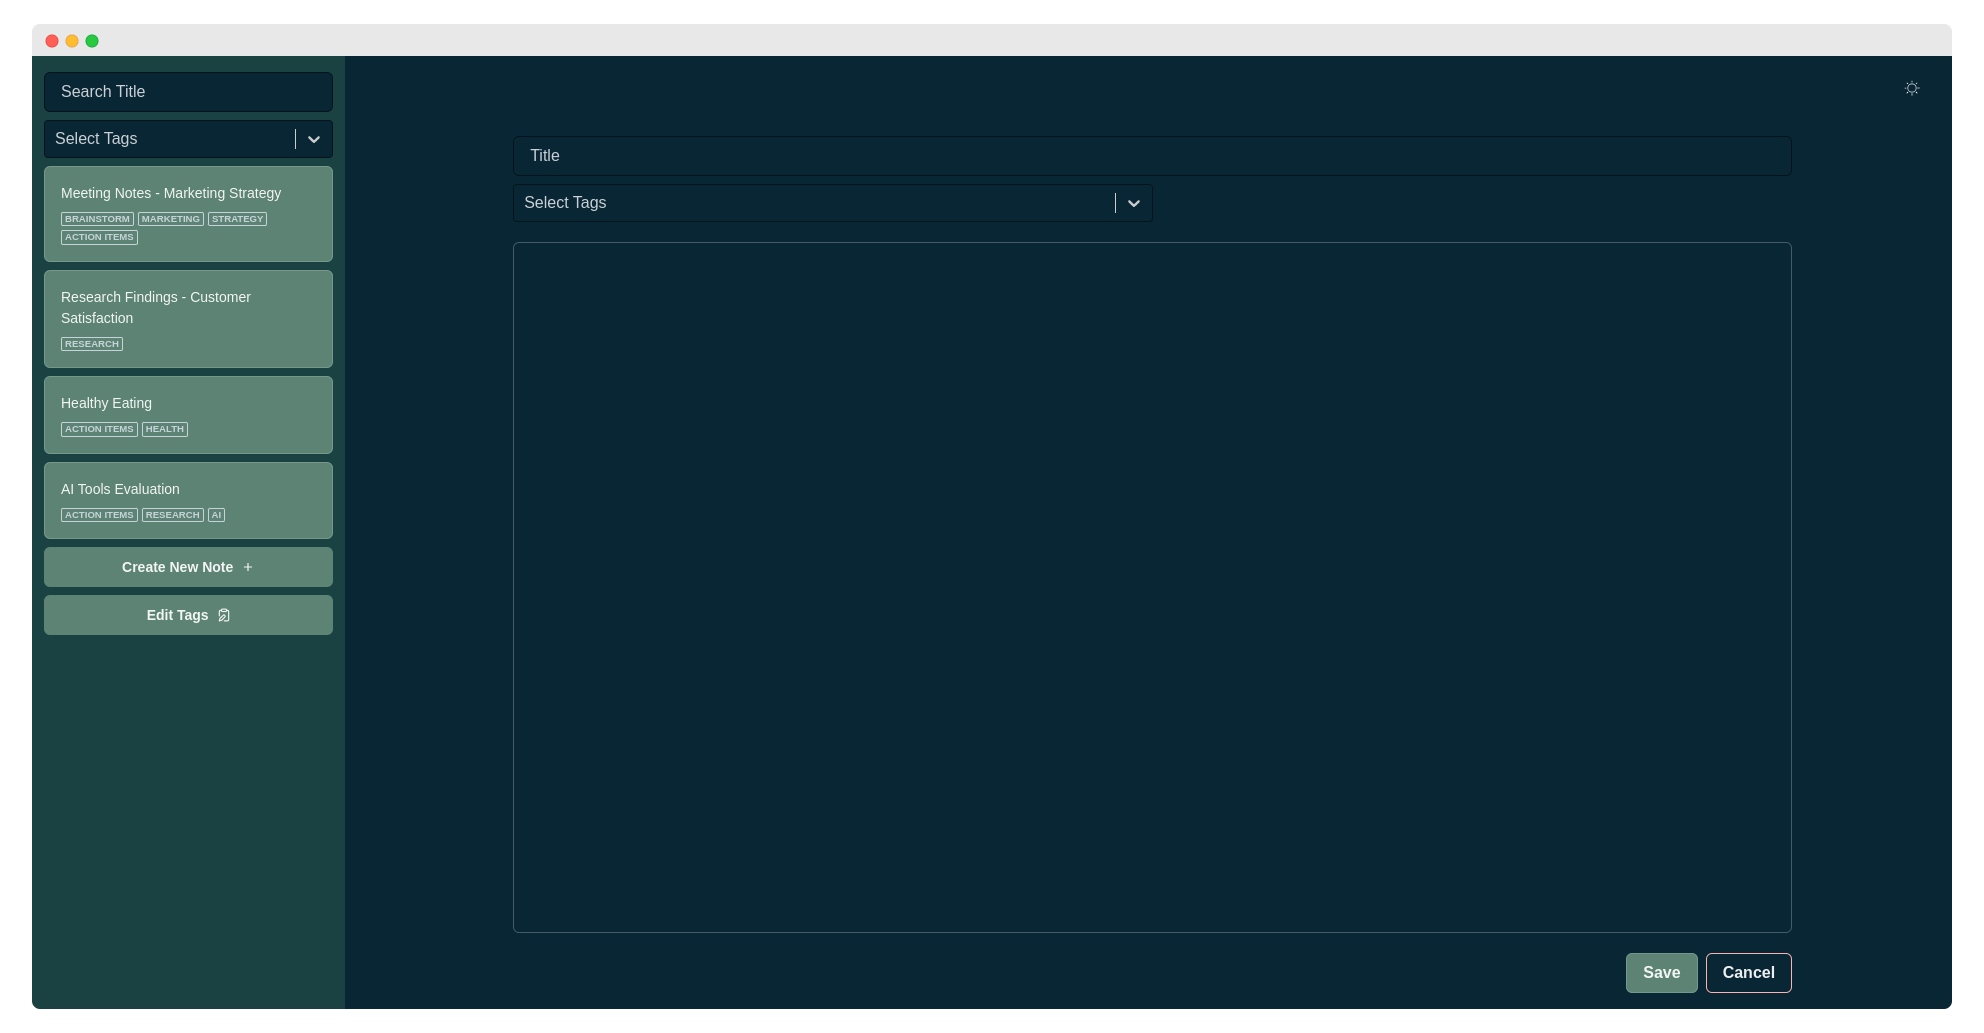 Search Title
Select Tags
Meeting Notes - Marketing Strategy
BRAINSTORM MARKETING STRATEGY
ACTION ITEMS
Research Findings - Customer
Satisfaction
RESEARCH
Healthy Eating
ACTION ITEMS HEALTH
AI Tools Evaluation
ACTION ITEMS RESEARCH AI
Create New Note +
Edit Tags
Title
Select Tags
Save Cancel